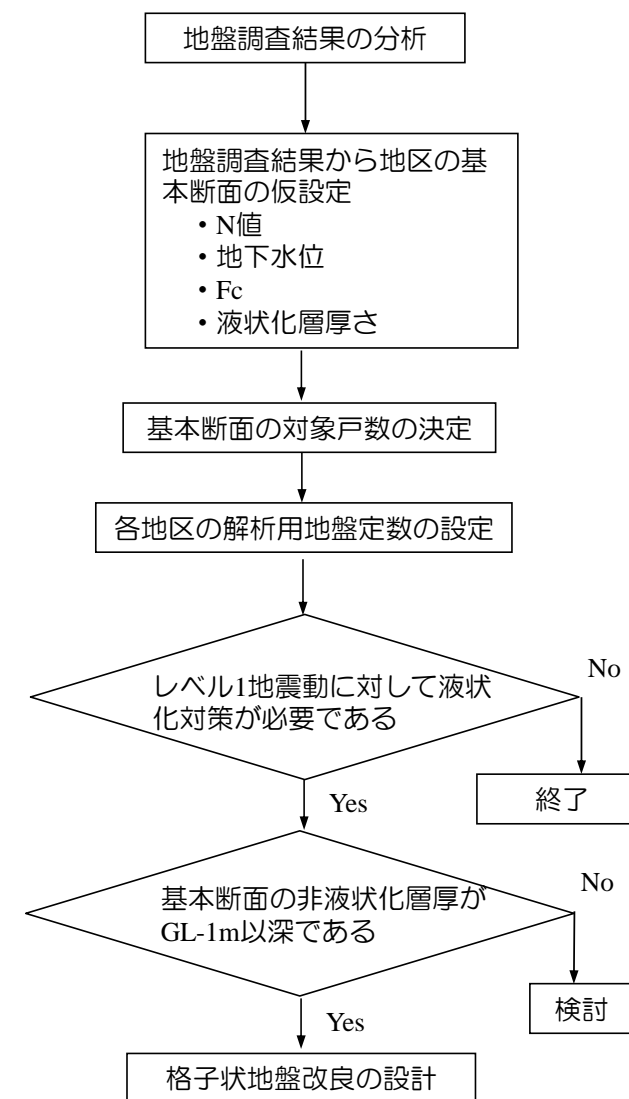 地盤調査結果の分析
地盤調査結果から地区の基
本断面の仮設定
・N値
・地下水位
・Fc
・液状化層厚さ
基本断面の対象戸数の決定
各地区の解析用地盤定数の設定
レベル1地震動に対して液状
化対策が必要である
No
終了
Yes
基本断面の非液状化層厚が
GL-1m以深である
No
検討
Yes
格子状地盤改良の設計